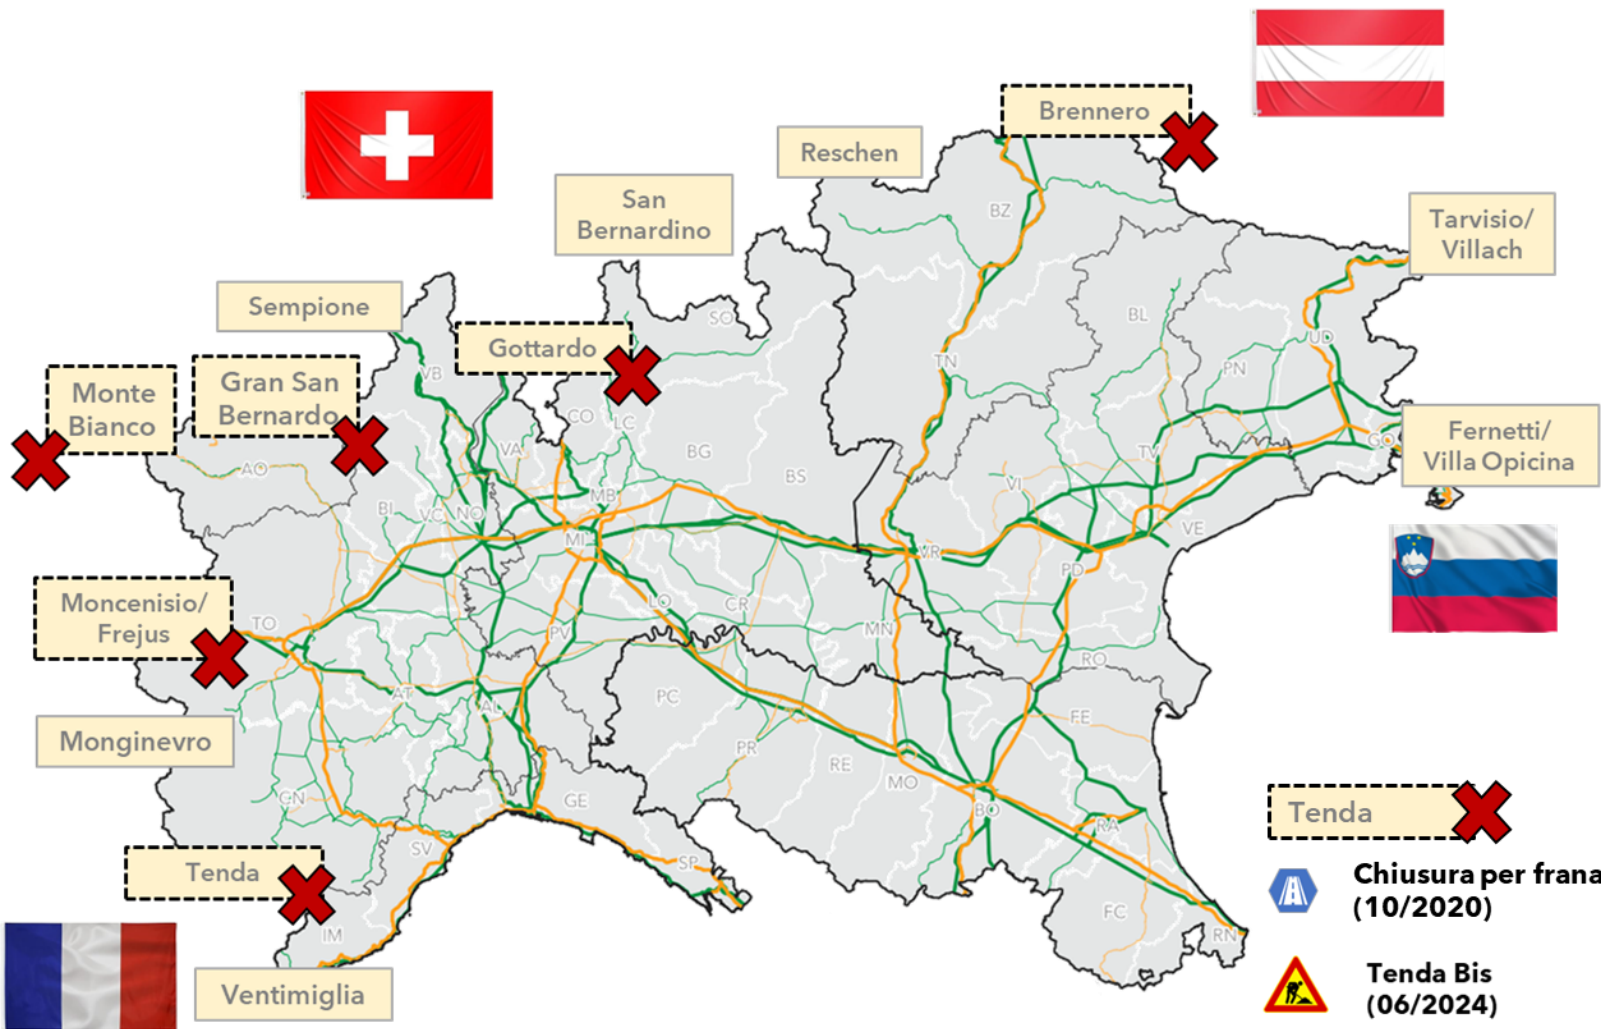 Brennero
Reschen
San
Bernardino
Tarvisio/
Villach
Sempione
Gottardo
Gran San
Bernardo
Monte
Bianco
Fernetti/
Villa Opicina
Moncenisio/
Frejus
Monginevro
Tenda
Ventimiglia
BZ
SO
BL
UD
TN
PN
VB
CO
LC
VA
BG
BS
TV
GO
AO
VI
BI
VC
NO
MB
MI
VE
VR
PD
LO
CR
TO
PV
MN
RO
AT
PC
AL
FE
PR
RE
MO
CN
GE
BO
RA
SV
SP
FC
IM
RN
Tenda
Chiusura per frana
(10/2020)
Tenda Bis
(06/2024)